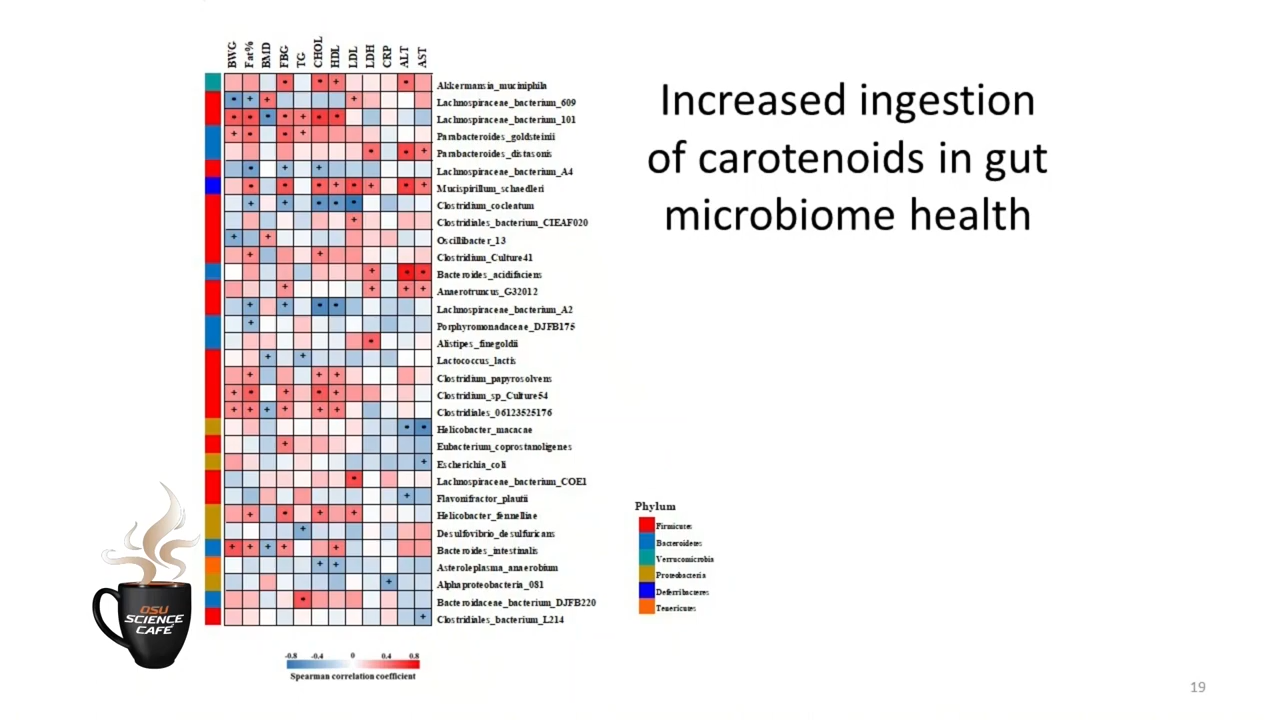 BWG Fat% BMD FBG TG CHOL HDL LDL LDH CRP ALT AST
Akkermansia_muciniphila
Lachnospiraceae_bacterium_609
Lachnospiraceae_bacterium_101
Parabacteroides_goldsteinii
Parabacteroides_distasonis
Lachnospiraceae_bacterium_A4
Mucispirillum_schaedleri
Clostridium_cocleatum
Clostridiales_bacterium_CIEAF020
Oscillibacter_13
Clostridium_Culture41
Bacteroides_acidifaciens
Anaerotruncus_G32012
Lachnospiraceae_bacterium_A2
Porphyromonadaceae_DJFB175
Alistipes_finegoldii
Lactococcus_lactis
Clostridium_papyrosolvens
Clostridium_sp_Culture54
Clostridiales_06123525176
Helicobacter_macacae
Eubacterium_coprostanoligenes
Escherichia_coli
Lachnospiraceae_bacterium_COE1
Flavonifractor_plautii
Helicobacter_fennelliae
Desulfovibrio_desulfuricans
Bacteroides_intestinalis
Asteroleplasma_anaerobium
Alphaproteobacteria_081
Bacteroidaceae_bacterium_DJFB220
Clostridiales_bacterium_L214
-0.8 -0.4 0 0.4 0.8
Spearman correlation coefficient
Increased ingestion
of carotenoids in gut
microbiome health
Phylum
Firmicutes
Bacteroidetes
Verrucomicrobia
Proteobacteria
Deferribacteres
Tenericutes
OSU
SCIENCE
CAFÉ
19